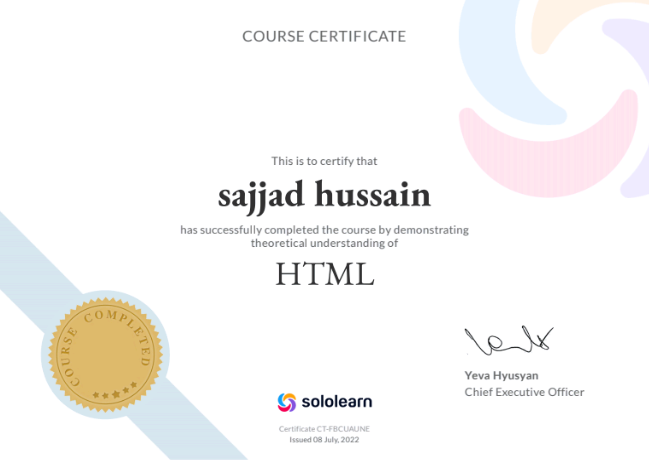 COURSE CERTIFICATE
This is to certify that
sajjad hussain
has successfully completed the course by demonstrating
theoretical understanding of
HTML
COURSE COMPLETED
Yeva Hyusyan
Chief Executive Officer
sololearn
Certificate CT-FBCUAUNE
Issued 08 July, 2022